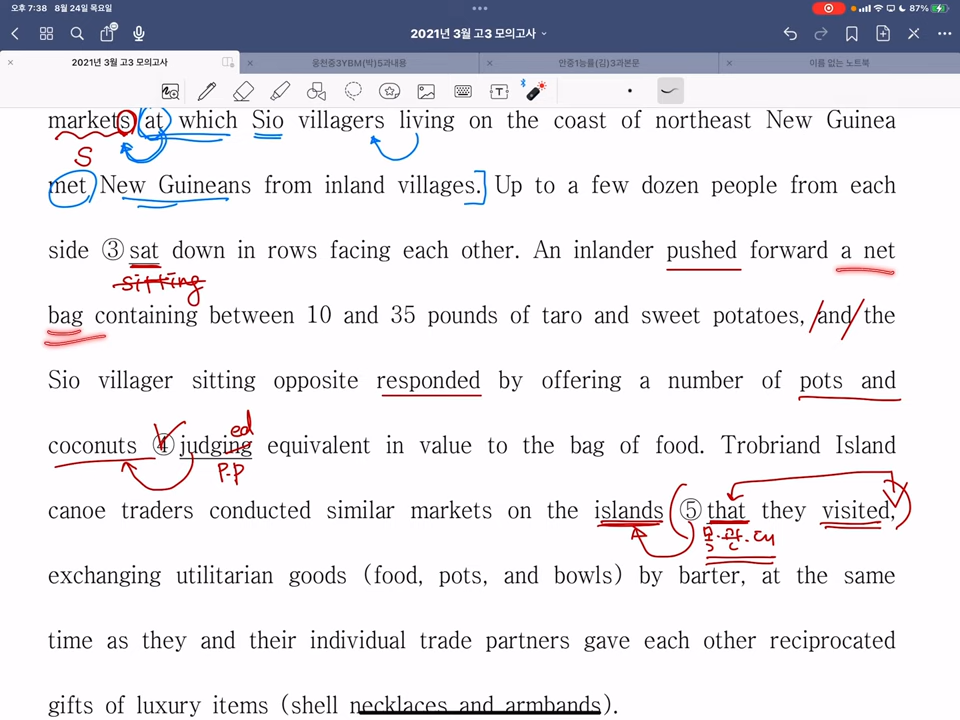 오후 7:38 8월 24일 목요일
87%
2021년 3월 고3 모의고사
2021년 3월 고3 모의고사
웅천중3YBM(박)5과내용
안중1능률(김)3과본문
이름 없는 노트북
markets at which Sio villagers living on the coast of northeast New Guinea
S
met New Guineans from inland villages.] Up to a few dozen people from each
side ③ sat down in rows facing each other. An inlander pushed forward a net
sitting
bag containing between 10 and 35 pounds of taro and sweet potatoes, /and/ the
Sio villager sitting opposite responded by offering a number of pots and
ed
coconuts ④ judging equivalent in value to the bag of food. Trobriand Island
P.P
canoe traders conducted similar markets on the islands (⑤ that they visited,)
목.관.대
exchanging utilitarian goods (food, pots, and bowls) by barter, at the same
time as they and their individual trade partners gave each other reciprocated
gifts of luxury items (shell necklaces and armbands).